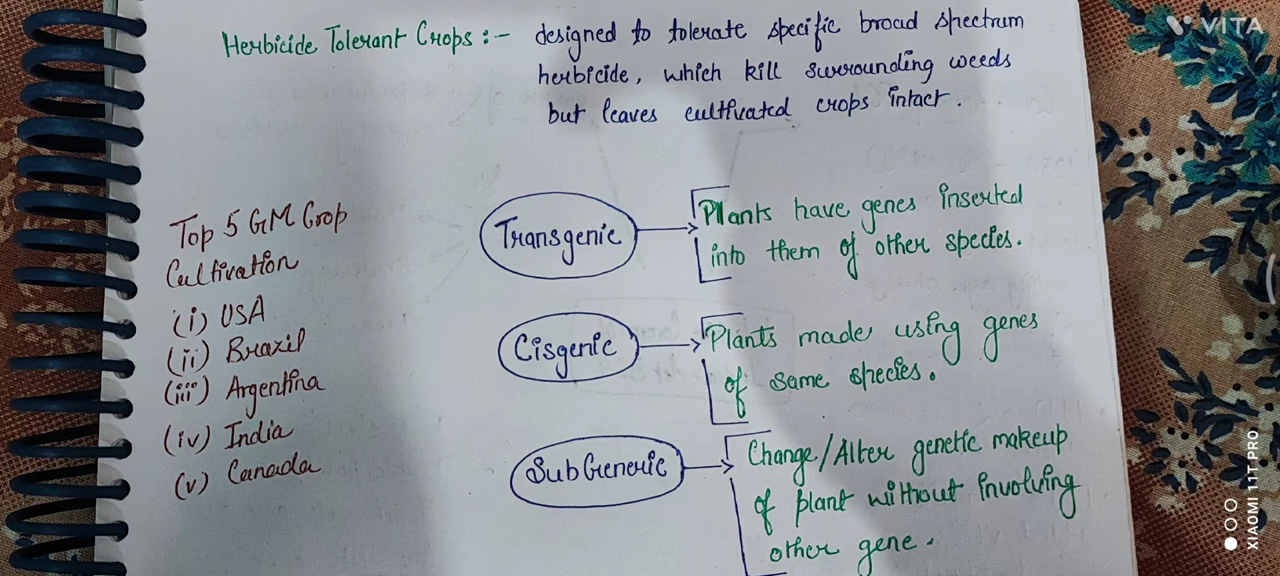 Herbicide Tolerant Crops :- designed to tolerate specific broad spectrum
herbicide, which kill surrounding weeds
but leaves cultivated crops intact.
Top 5 GM Crop
Cultivation
(i) USA
(ii) Brazil
(iii) Argentina
(iv) India
(v) Canada
Transgenic
Plants have genes inserted
into them of other species.
Cisgenic
Plants made using genes
of same species.
SubGeneric
Change/Alter genetic makeup
of plant without involving
other gene.
VITA
XIAOMI 11T PRO